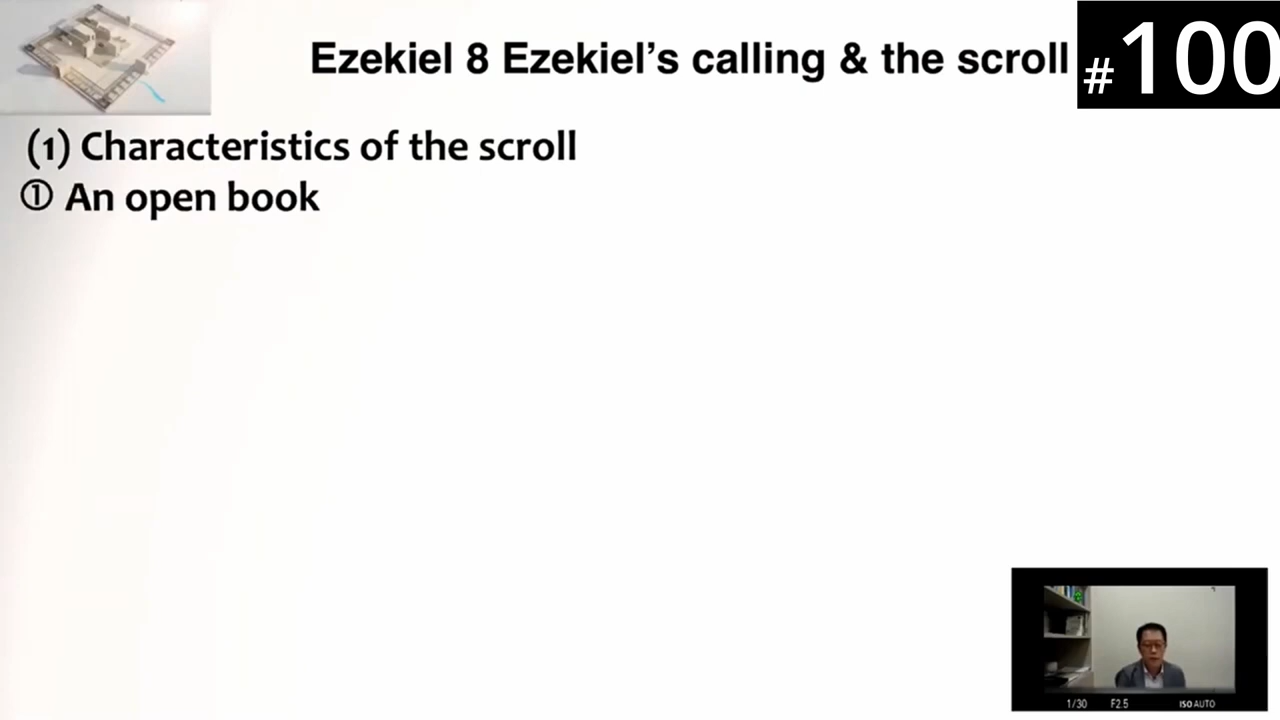 Ezekiel 8 Ezekiel’s calling & the scroll
#100
(1) Characteristics of the scroll
① An open book
1/30 F2.5 ISO AUTO